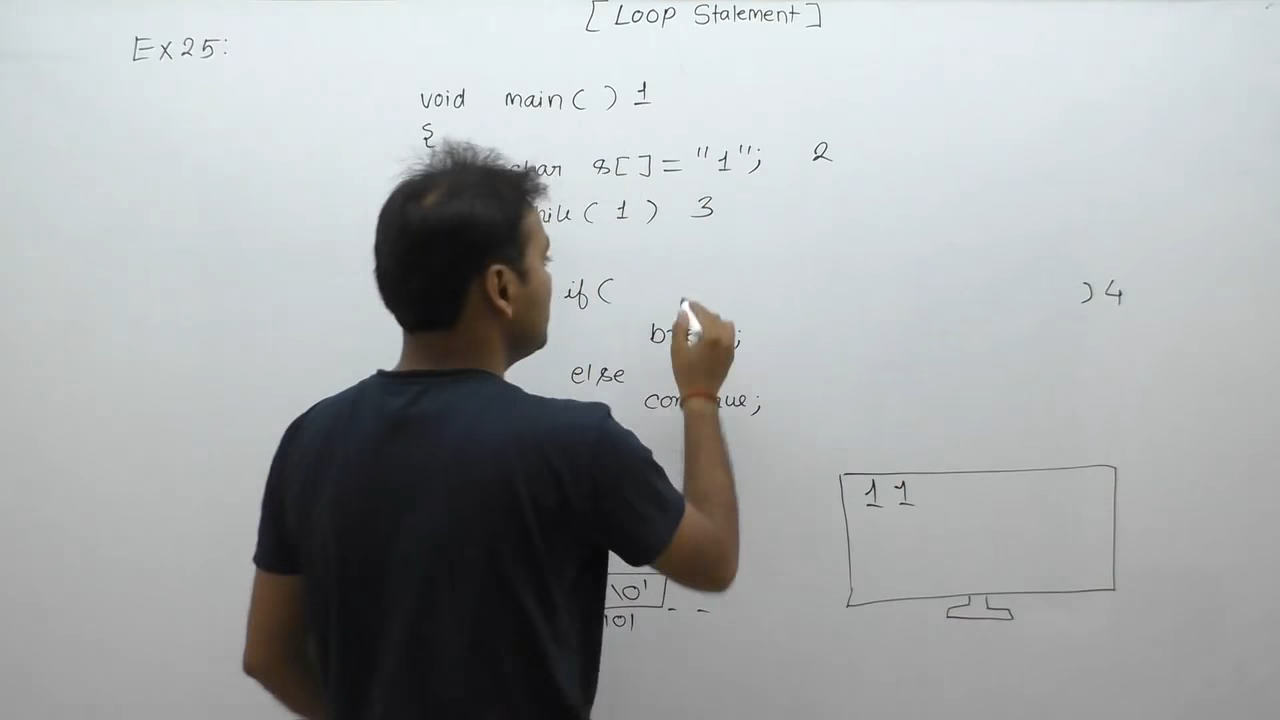 [Loop Statement]
Ex25:
void main( ) 1
{
char s[ ] = "1"; 2
while( 1 ) 3
if( ) 4
break;
else
continue;
1 1
\0'
101